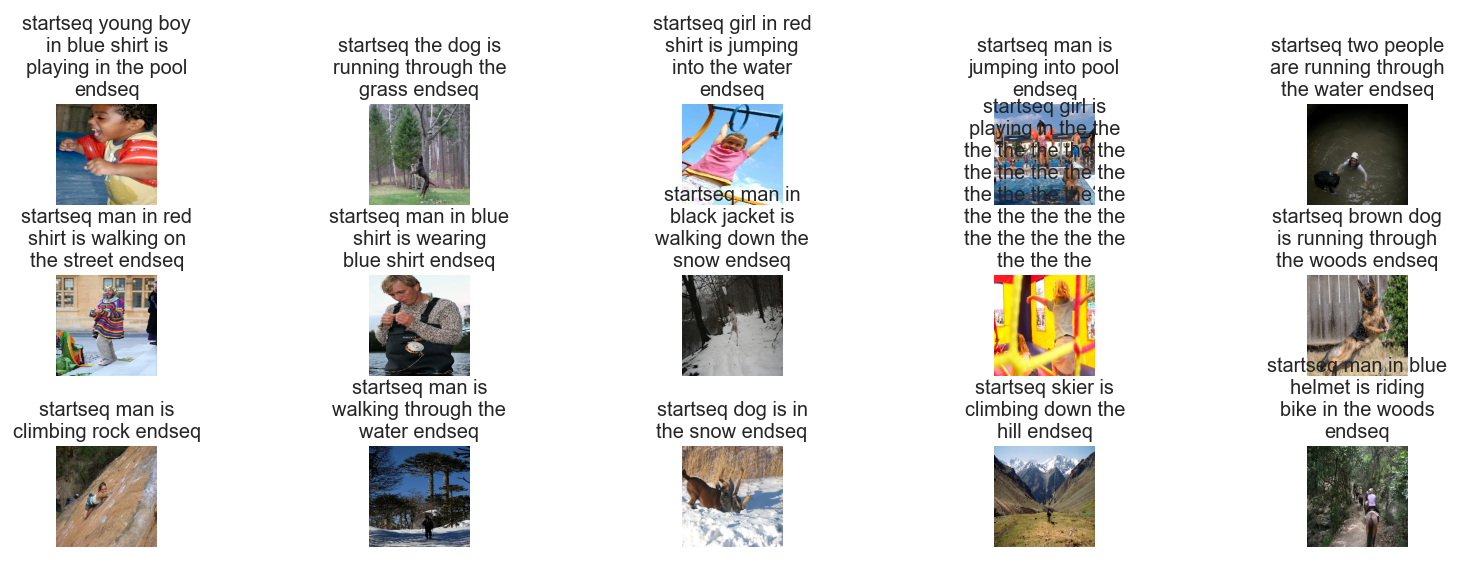 startseq young boy
in blue shirt is
playing in the pool
endseq
startseq the dog is
running through the
grass endseq
startseq girl in red
shirt is jumping
into the water
endseq
startseq man is
jumping into pool
endseq
startseq two people
are running through
the water endseq
startseq man in red
shirt is walking on
the street endseq
startseq man in blue
shirt is wearing
blue shirt endseq
startseq man in
black jacket is
walking down the
snow endseq
startseq girl is
playing in the the
the the the the the
the the the the the
the the the the the
the the the the the
the the the the the
the the the
startseq brown dog
is running through
the woods endseq
startseq man is
climbing rock endseq
startseq man is
walking through the
water endseq
startseq dog is in
the snow endseq
startseq skier is
climbing down the
hill endseq
startseq man in blue
helmet is riding
bike in the woods
endseq